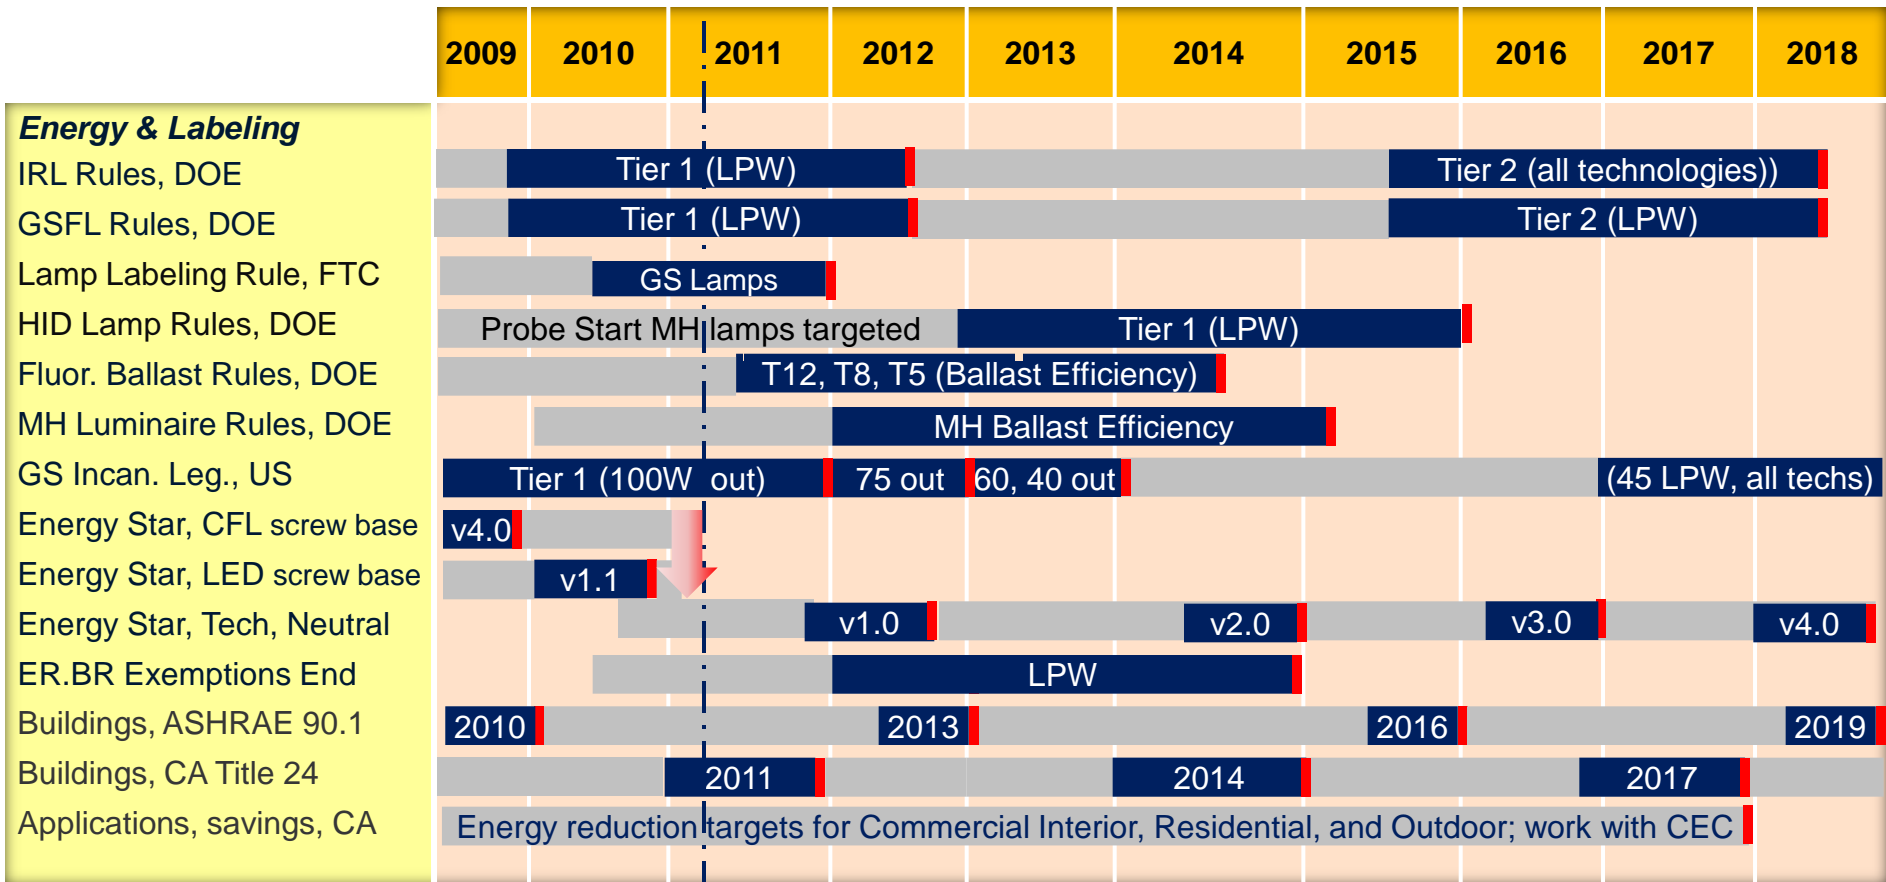 2009 2010 2011 2012 2013 2014 2015 2016 2017 2018
Energy & Labeling
IRL Rules, DOE Tier 1 (LPW) Tier 2 (all technologies))
GSFL Rules, DOE Tier 1 (LPW) Tier 2 (LPW)
Lamp Labeling Rule, FTC GS Lamps
HID Lamp Rules, DOE Probe Start MH lamps targeted Tier 1 (LPW)
Fluor. Ballast Rules, DOE T12, T8, T5 (Ballast Efficiency)
MH Luminaire Rules, DOE MH Ballast Efficiency
GS Incan. Leg., US Tier 1 (100W out) 75 out 60, 40 out (45 LPW, all techs)
Energy Star, CFL screw base v4.0
Energy Star, LED screw base v1.1
Energy Star, Tech, Neutral v1.0 v2.0 v3.0 v4.0
ER.BR Exemptions End LPW
Buildings, ASHRAE 90.1 2010 2013 2016 2019
Buildings, CA Title 24 2011 2014 2017
Applications, savings, CA Energy reduction targets for Commercial Interior, Residential, and Outdoor; work with CEC